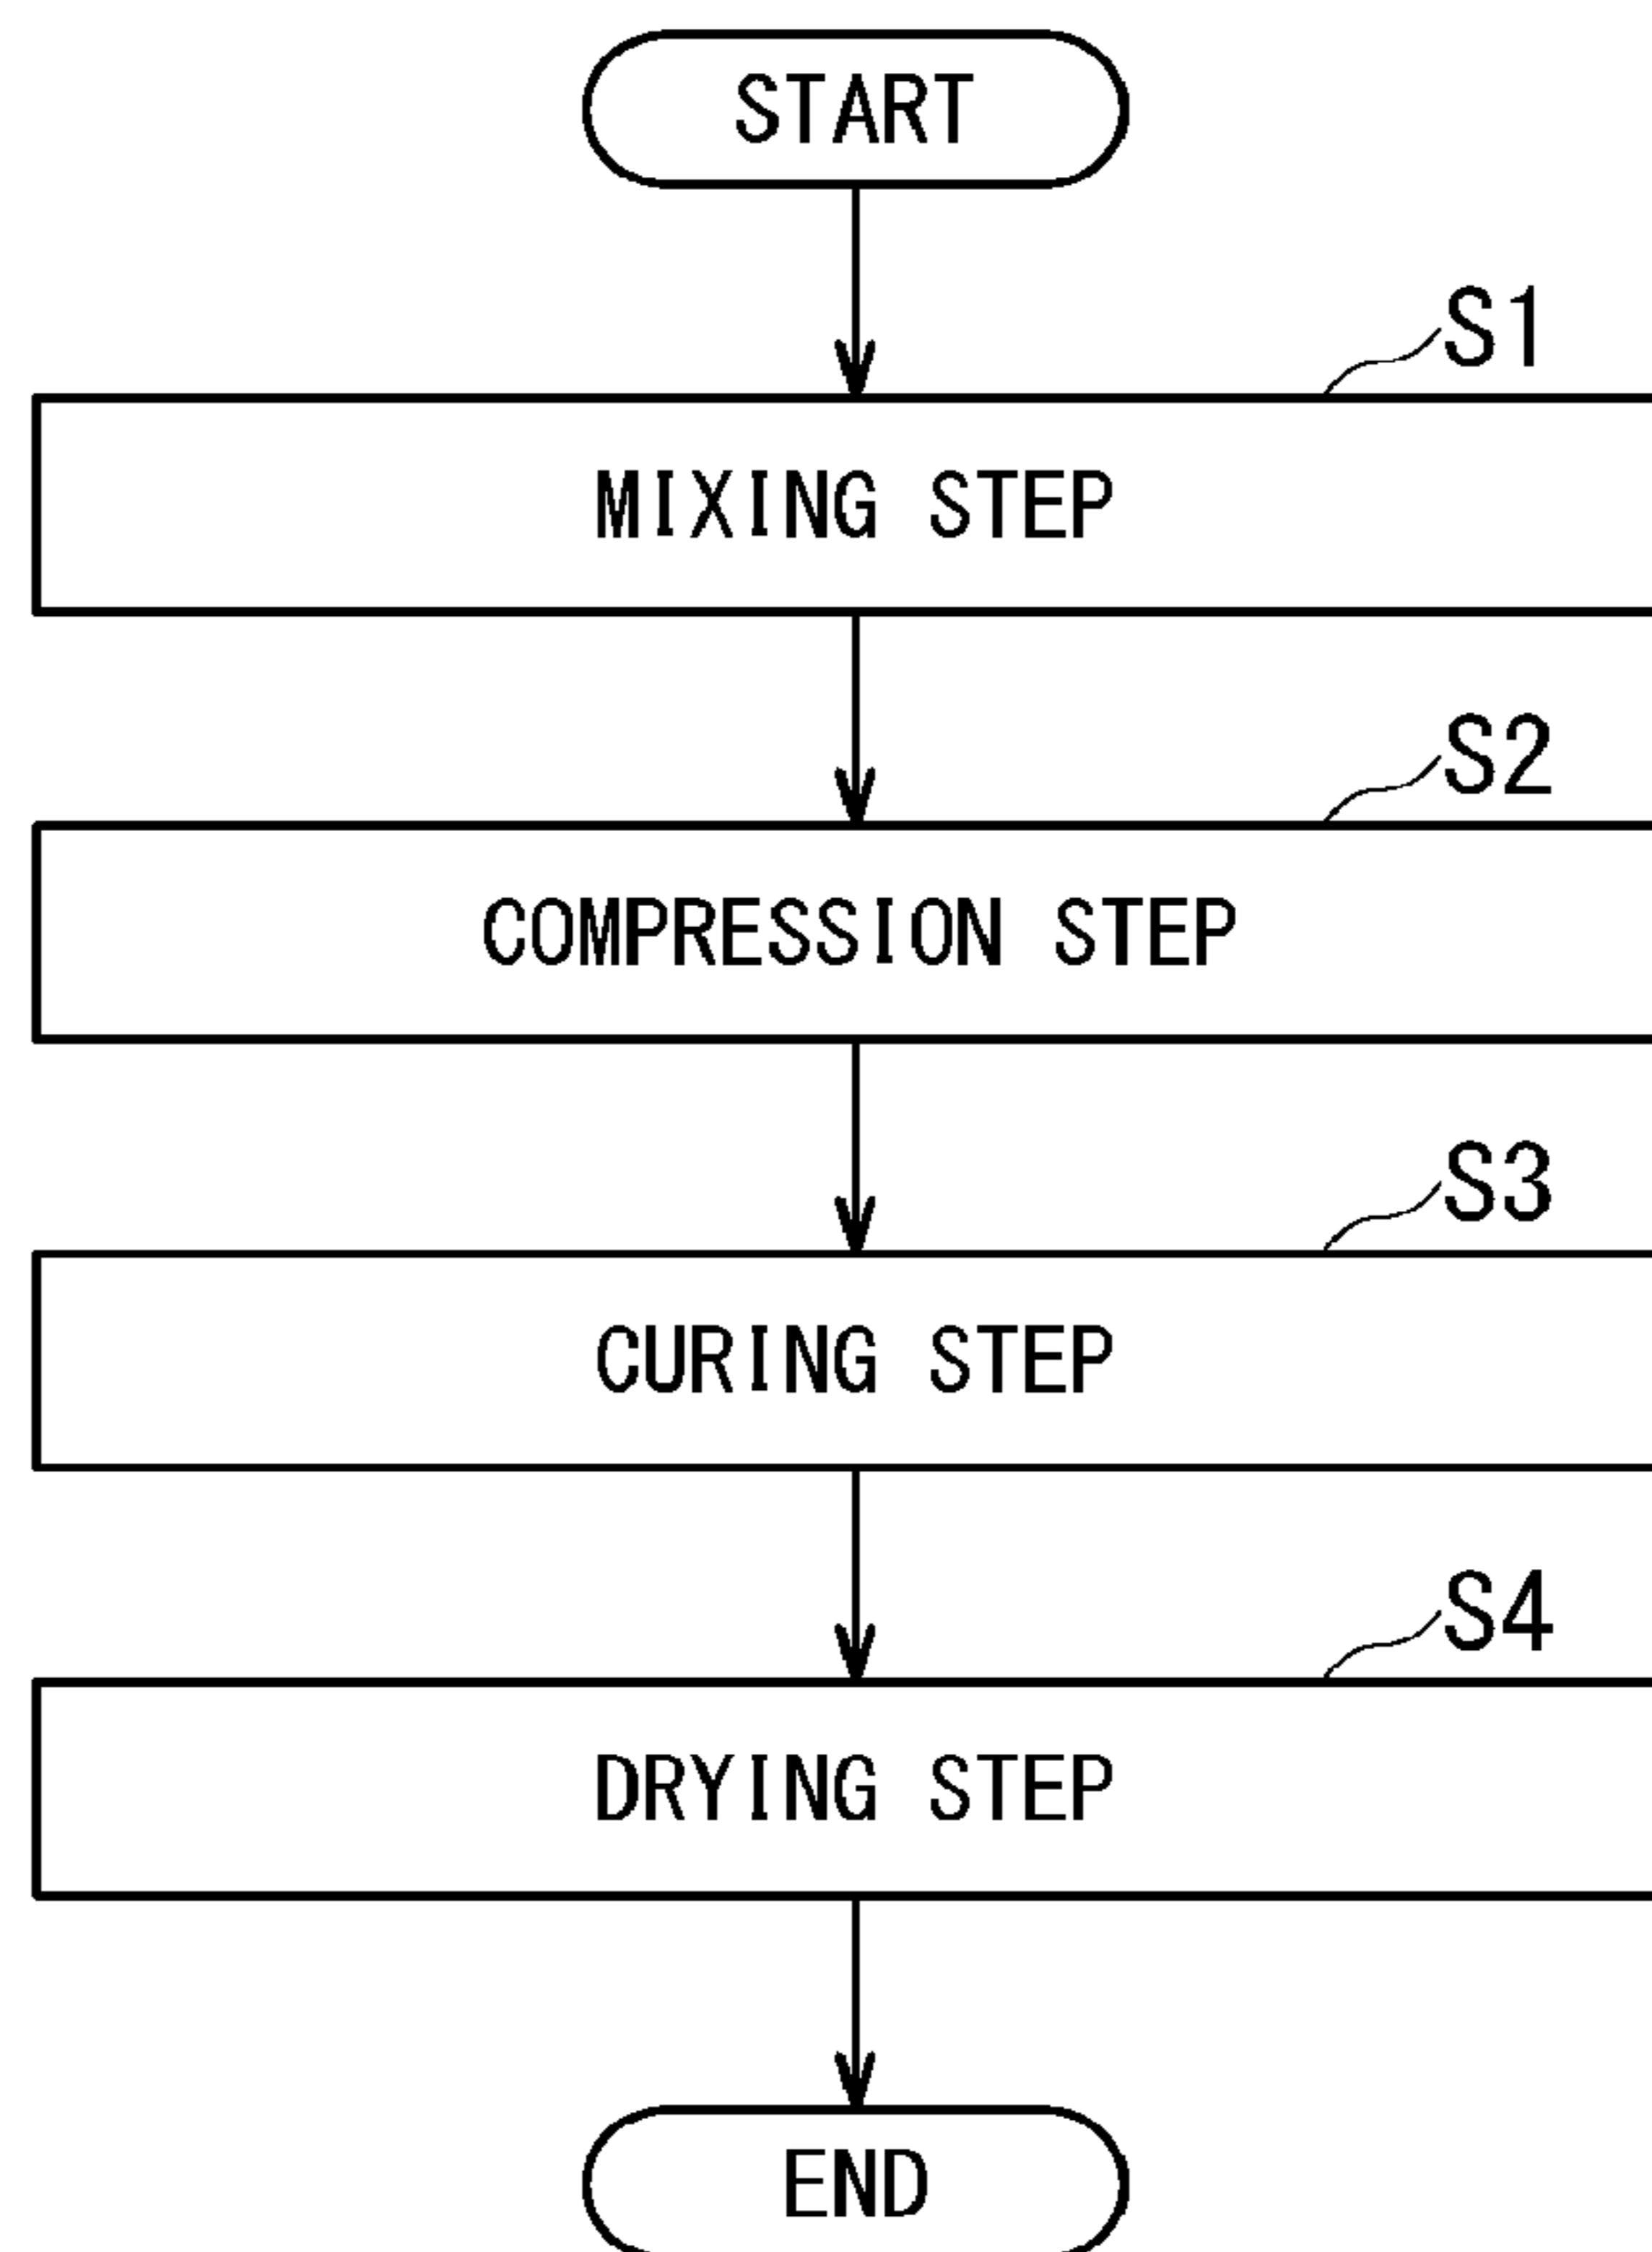 START
S1
MIXING STEP
S2
COMPRESSION STEP
S3
CURING STEP
S4
DRYING STEP
END